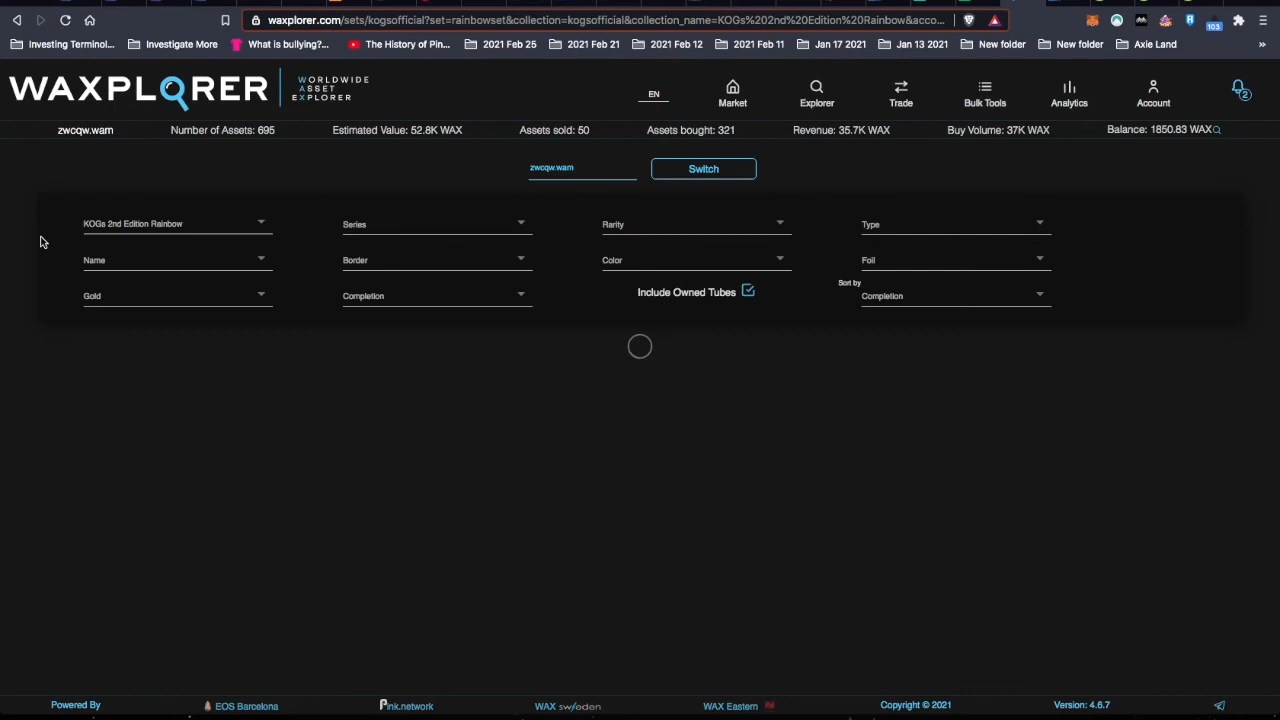 waxplorer.com/sets/kogsofficial?set=rainbowset&collection=kogsofficial&collection_name=KOGs%202nd%20Edition%20Rainbow&acco...
103
Investing Terminol... Investigate More What is bullying?... The History of Pin... 2021 Feb 25 2021 Feb 21 2021 Feb 12 2021 Feb 11 Jan 17 2021 Jan 13 2021 New folder New folder Axie Land »
WAXPLORER WORLDWIDE ASSET EXPLORER
EN Market Explorer Trade Bulk Tools Analytics Account 2
zwcqw.wam Number of Assets: 695 Estimated Value: 52.8K WAX Assets sold: 50 Assets bought: 321 Revenue: 35.7K WAX Buy Volume: 37K WAX Balance: 1850.83 WAX
zwcqw.wam Switch
KOGs 2nd Edition Rainbow Series Rarity Type
Name Border Color Foil
Sort by
Gold Completion Include Owned Tubes Completion
Powered By EOS Barcelona Pink.network WAX sw/eden WAX Eastern Copyright © 2021 Version: 4.6.7